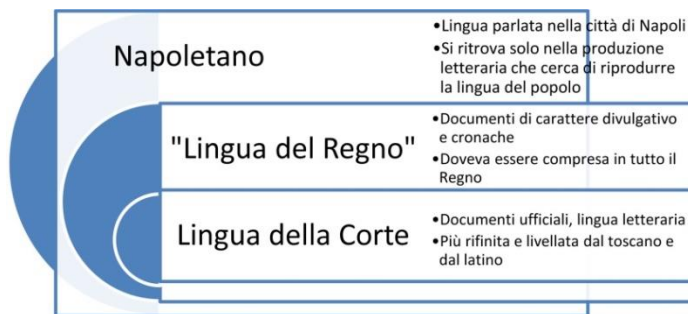 Napoletano
•Lingua parlata nella città di Napoli
•Si ritrova solo nella produzione
letteraria che cerca di riprodurre
la lingua del popolo
"Lingua del Regno"
•Documenti di carattere divulgativo
e cronache
•Doveva essere compresa in tutto il
Regno
Lingua della Corte
•Documenti ufficiali, lingua letteraria
•Più rifinita e livellata dal toscano e
dal latino